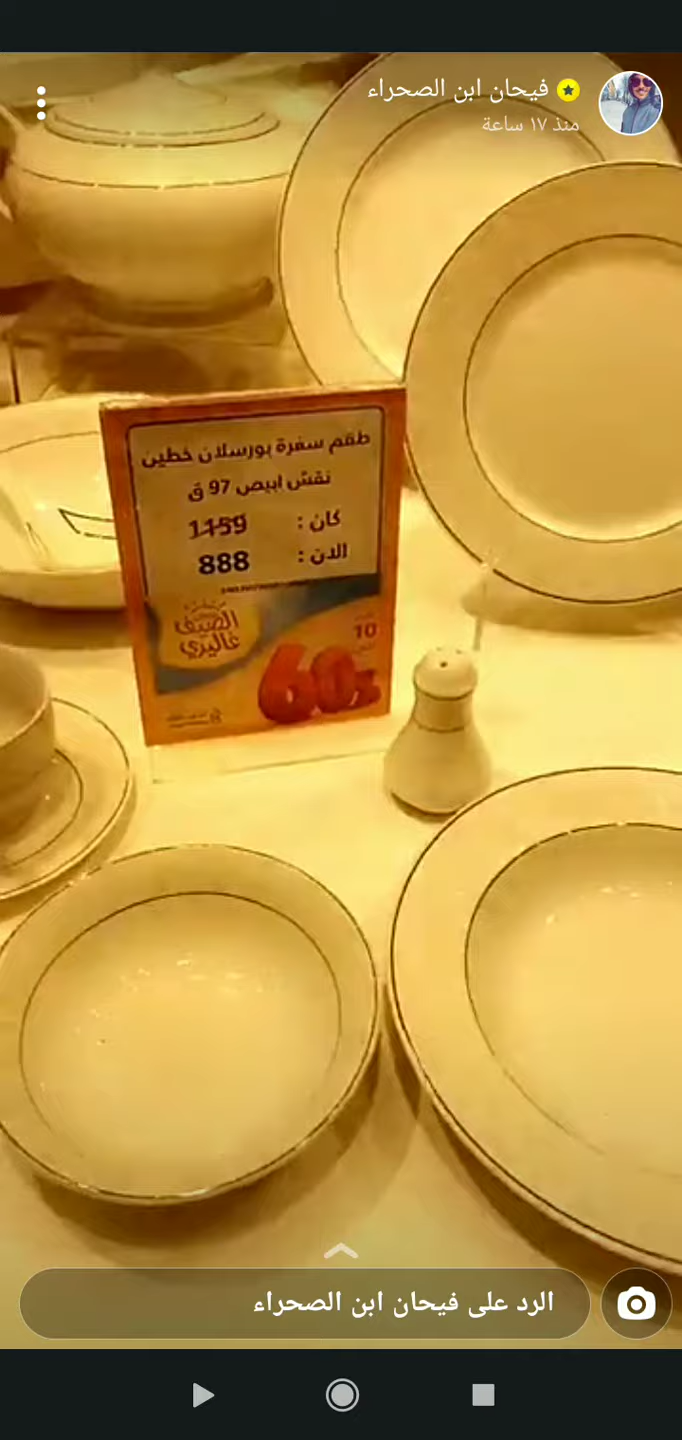 فيحان ابن الصحراء
منذ ١٧ ساعة
طقم سفرة بورسلان خطين
نقش ابيض 97 ق
كان : 1159
الان : 888
الصيف
غاليري
10
60%
الرد على فيحان ابن الصحراء